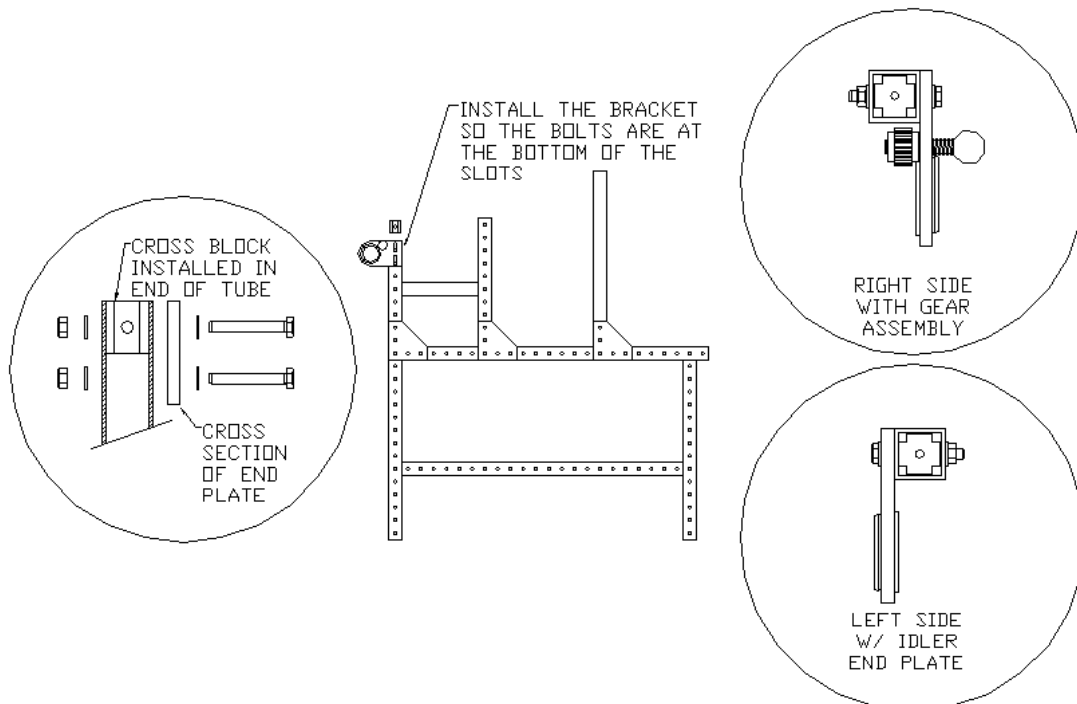 INSTALL THE BRACKET
SO THE BOLTS ARE AT
THE BOTTOM OF THE
SLOTS
CROSS BLOCK
INSTALLED IN
END OF TUBE
CROSS
SECTION
OF END
PLATE
RIGHT SIDE
WITH GEAR
ASSEMBLY
LEFT SIDE
W/ IDLER
END PLATE